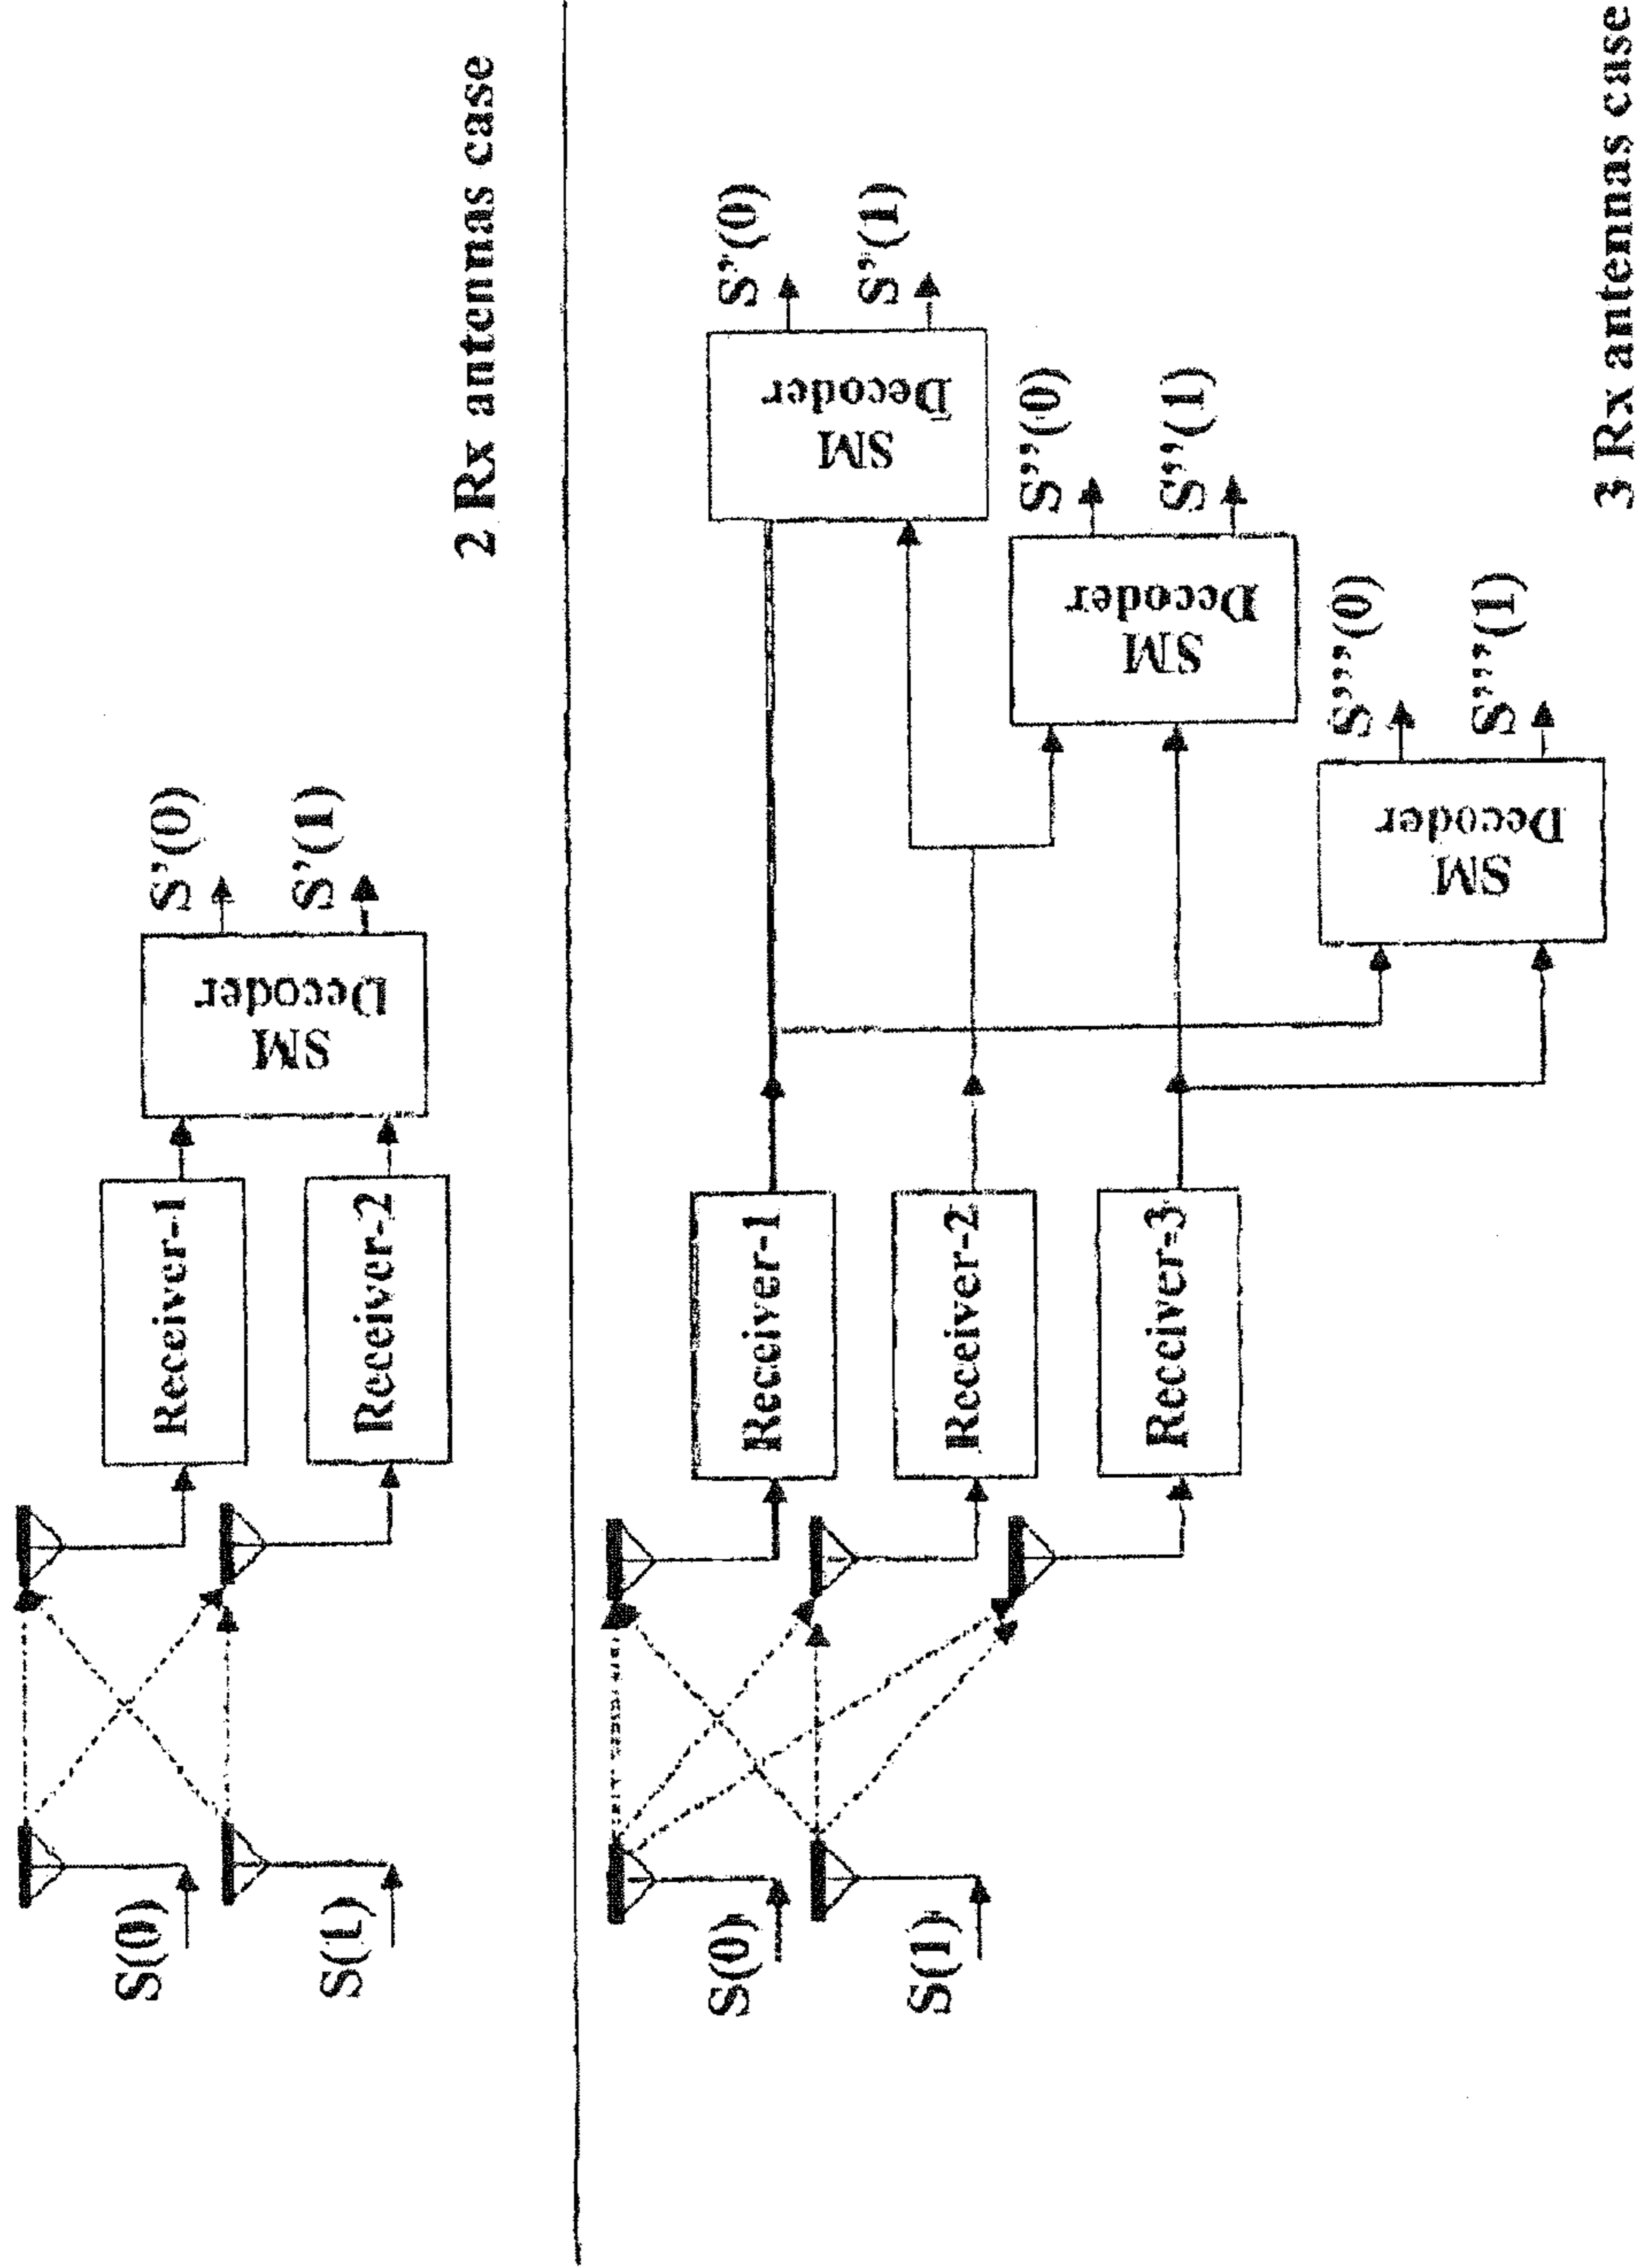 S(0)
S(1)
Receiver-1
Receiver-2
SM
Decoder
S'(0)
S'(1)
2 Rx antennas case
S(0)
S(1)
Receiver-1
Receiver-2
Receiver-3
SM
Decoder
S'(0)
S'(1)
SM
Decoder
S''(0)
S''(1)
SM
Decoder
S'''(0)
S'''(1)
3 Rx antennas case